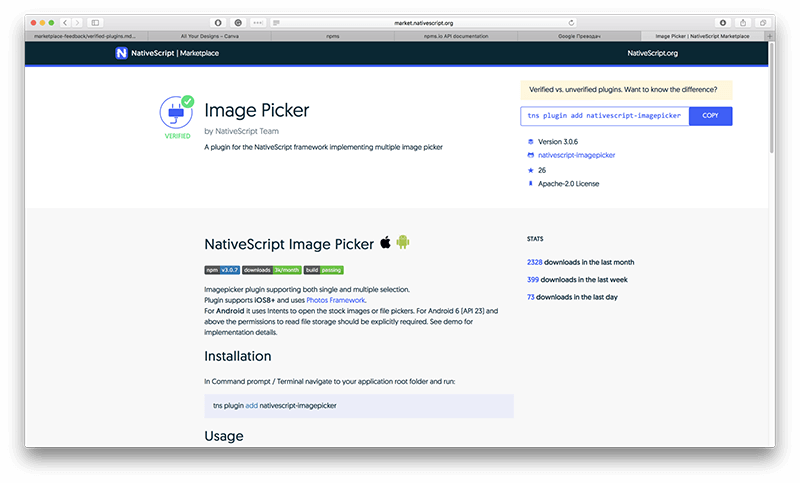 market.nativescript.org
marketplace-feedback/verified-plugins.md...
All Your Designs – Canva
npms
npms.io API documentation
Google Преводач
Image Picker | NativeScript Marketplace
NativeScript | Marketplace
NativeScript.org
Verified vs. unverified plugins. Want to know the difference?
tns plugin add nativescript-imagepicker
COPY
VERIFIED
Image Picker
by NativeScript Team
A plugin for the NativeScript framework implementing multiple image picker
Version 3.0.6
nativescript-imagepicker
26
Apache-2.0 License
NativeScript Image Picker
npm v3.0.7 downloads 2k/month build passing
Imagepicker plugin supporting both single and multiple selection.
Plugin supports iOS8+ and uses Photos Framework.
For Android it uses Intents to open the stock images or file pickers. For Android 6 (API 23) and
above the permissions to read file storage should be explicitly required. See demo for
implementation details.
Installation
In Command prompt / Terminal navigate to your application root folder and run:
tns plugin add nativescript-imagepicker
Usage
STATS
2328 downloads in the last month
399 downloads in the last week
73 downloads in the last day